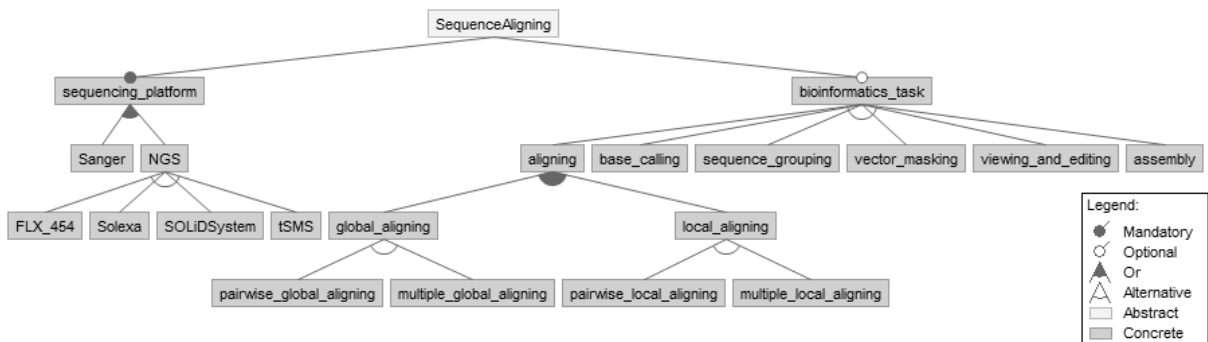 SequenceAligning
sequencing_platform
bioinformatics_task
Sanger
NGS
aligning
base_calling
sequence_grouping
vector_masking
viewing_and_editing
assembly
FLX_454
Solexa
SOLiDSystem
tSMS
global_aligning
local_aligning
pairwise_global_aligning
multiple_global_aligning
pairwise_local_aligning
multiple_local_aligning
Legend:
Mandatory
Optional
Or
Alternative
Abstract
Concrete